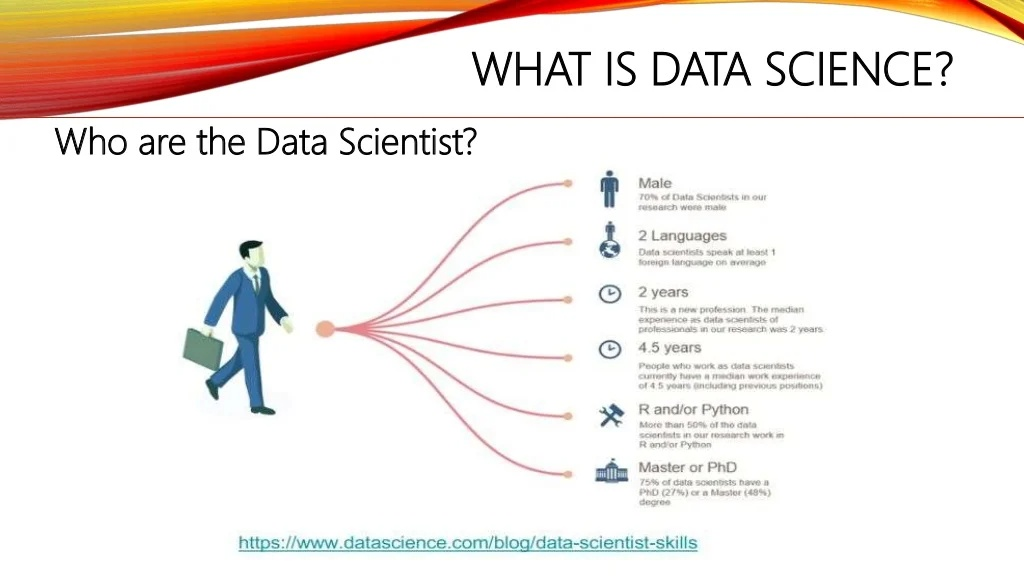 WHAT IS DATA SCIENCE?
Who are the Data Scientist?
Male
70% of Data Scientists in our
research were male
2 Languages
Data scientists speak at least 1
foreign language on average
2 years
This is a new profession. The median
experience as data scientists of
professionals in our research was 2 years.
4.5 years
People who work as data scientists
currently have a median work experience
of 4.5 years (including previous positions)
R and/or Python
More than 50% of the data
scientists in our research work in
R and/or Python
Master or PhD
75% of data scientists have a
PhD (27%) or a Master (48%)
degree
https://www.datascience.com/blog/data-scientist-skills